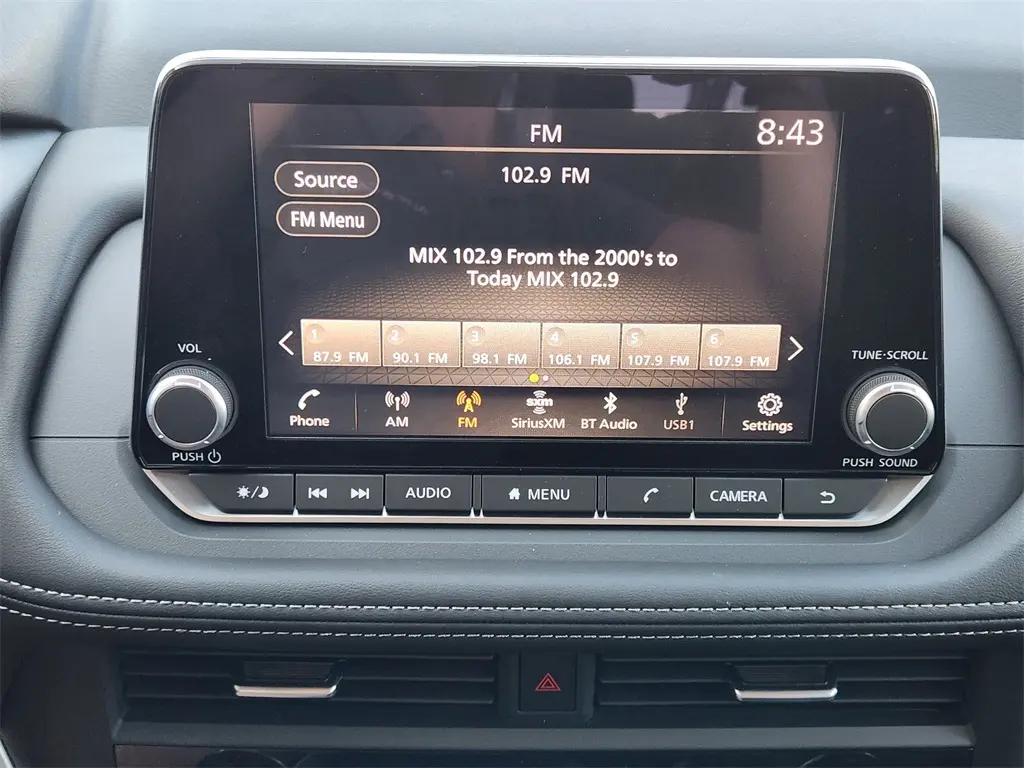 FM
8:43
Source
102.9 FM
FM Menu
MIX 102.9 From the 2000's to
Today MIX 102.9
1 2 3 4 5 6
87.9 FM 90.1 FM 98.1 FM 106.1 FM 107.9 FM 107.9 FM
VOL
TUNE·SCROLL
sxm
Phone AM FM SiriusXM BT Audio USB1 Settings
PUSH
PUSH SOUND
AUDIO MENU CAMERA